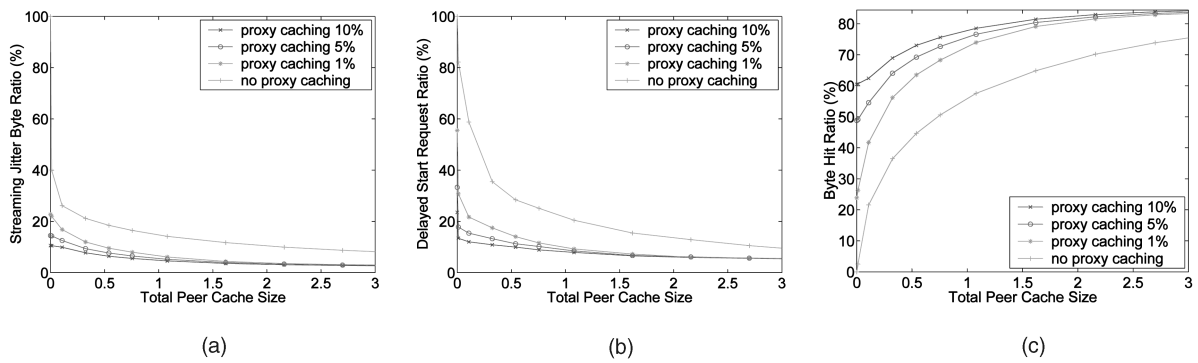 Streaming Jitter Byte Ratio (%)
100
80
60
40
20
0
0 0.5 1 1.5 2 2.5 3
Total Peer Cache Size
proxy caching 10%
proxy caching 5%
proxy caching 1%
no proxy caching
(a)
Delayed Start Request Ratio (%)
100
80
60
40
20
0
0 0.5 1 1.5 2 2.5 3
Total Peer Cache Size
proxy caching 10%
proxy caching 5%
proxy caching 1%
no proxy caching
(b)
Byte Hit Ratio (%)
80
70
60
50
40
30
20
10
0
0 0.5 1 1.5 2 2.5 3
Total Peer Cache Size
proxy caching 10%
proxy caching 5%
proxy caching 1%
no proxy caching
(c)